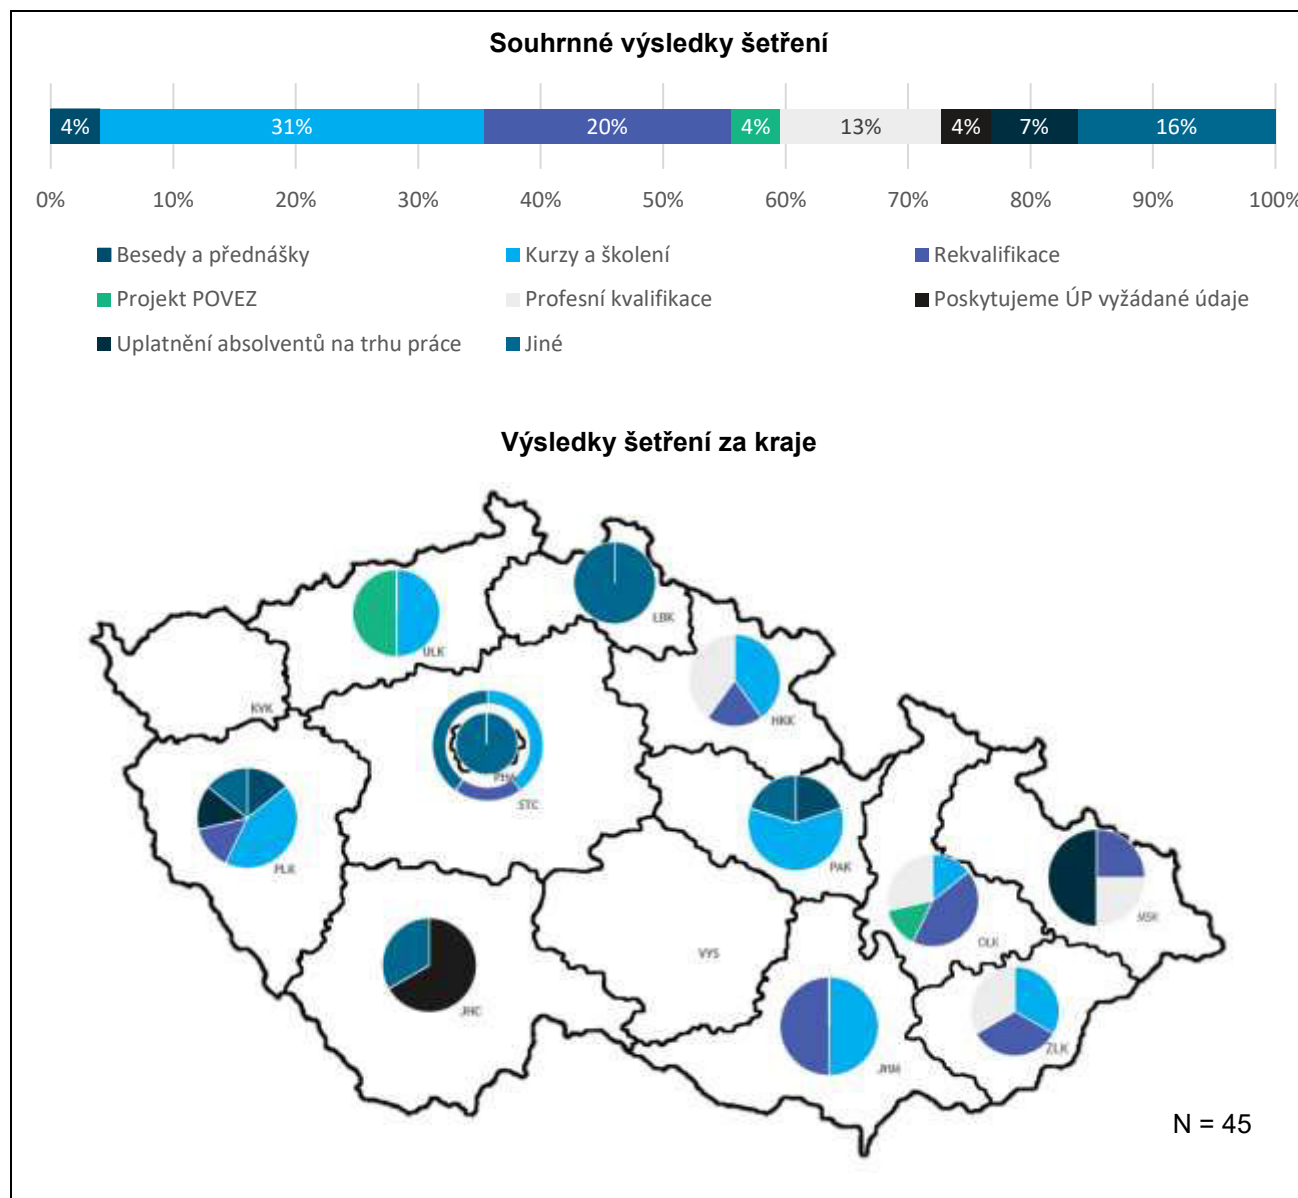 Souhrnné výsledky šetření
4% 31% 20% 4% 13% 4% 7% 16%
0% 10% 20% 30% 40% 50% 60% 70% 80% 90% 100%
Besedy a přednášky Kurzy a školení Rekvalifikace
Projekt POVEZ Profesní kvalifikace Poskytujeme ÚP vyžádané údaje
Uplatnění absolventů na trhu práce Jiné
Výsledky šetření za kraje
LBK
ULK
KVK
HKK
PHA
STC
PLK
PAK
MSK
OLK
VYS
JHC
ZLK
JHM
N = 45